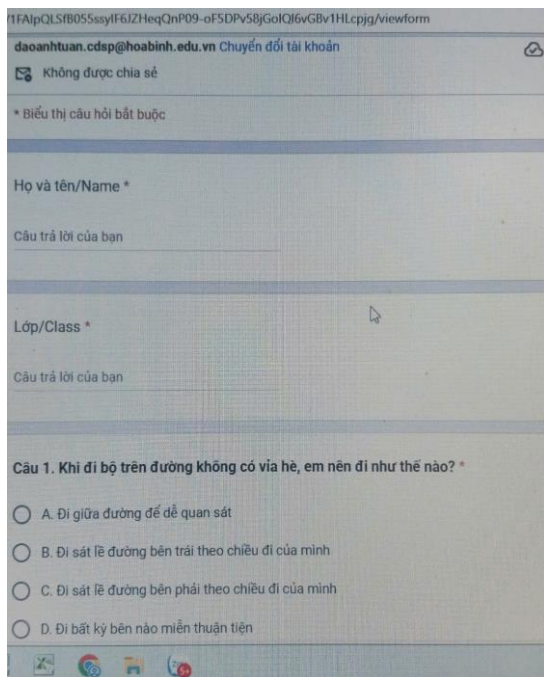 daoanhtuan.cdsp@hoabinh.edu.vn Chuyển đổi tài khoản
Không được chia sẻ
* Biểu thị câu hỏi bắt buộc
Họ và tên/Name *
Câu trả lời của bạn
Lớp/Class *
Câu trả lời của bạn
Câu 1. Khi đi bộ trên đường không có vỉa hè, em nên đi như thế nào? *
A. Đi giữa đường để dễ quan sát
B. Đi sát lề đường bên trái theo chiều đi của mình
C. Đi sát lề đường bên phải theo chiều đi của mình
D. Đi bất kỳ bên nào miễn thuận tiện
5+